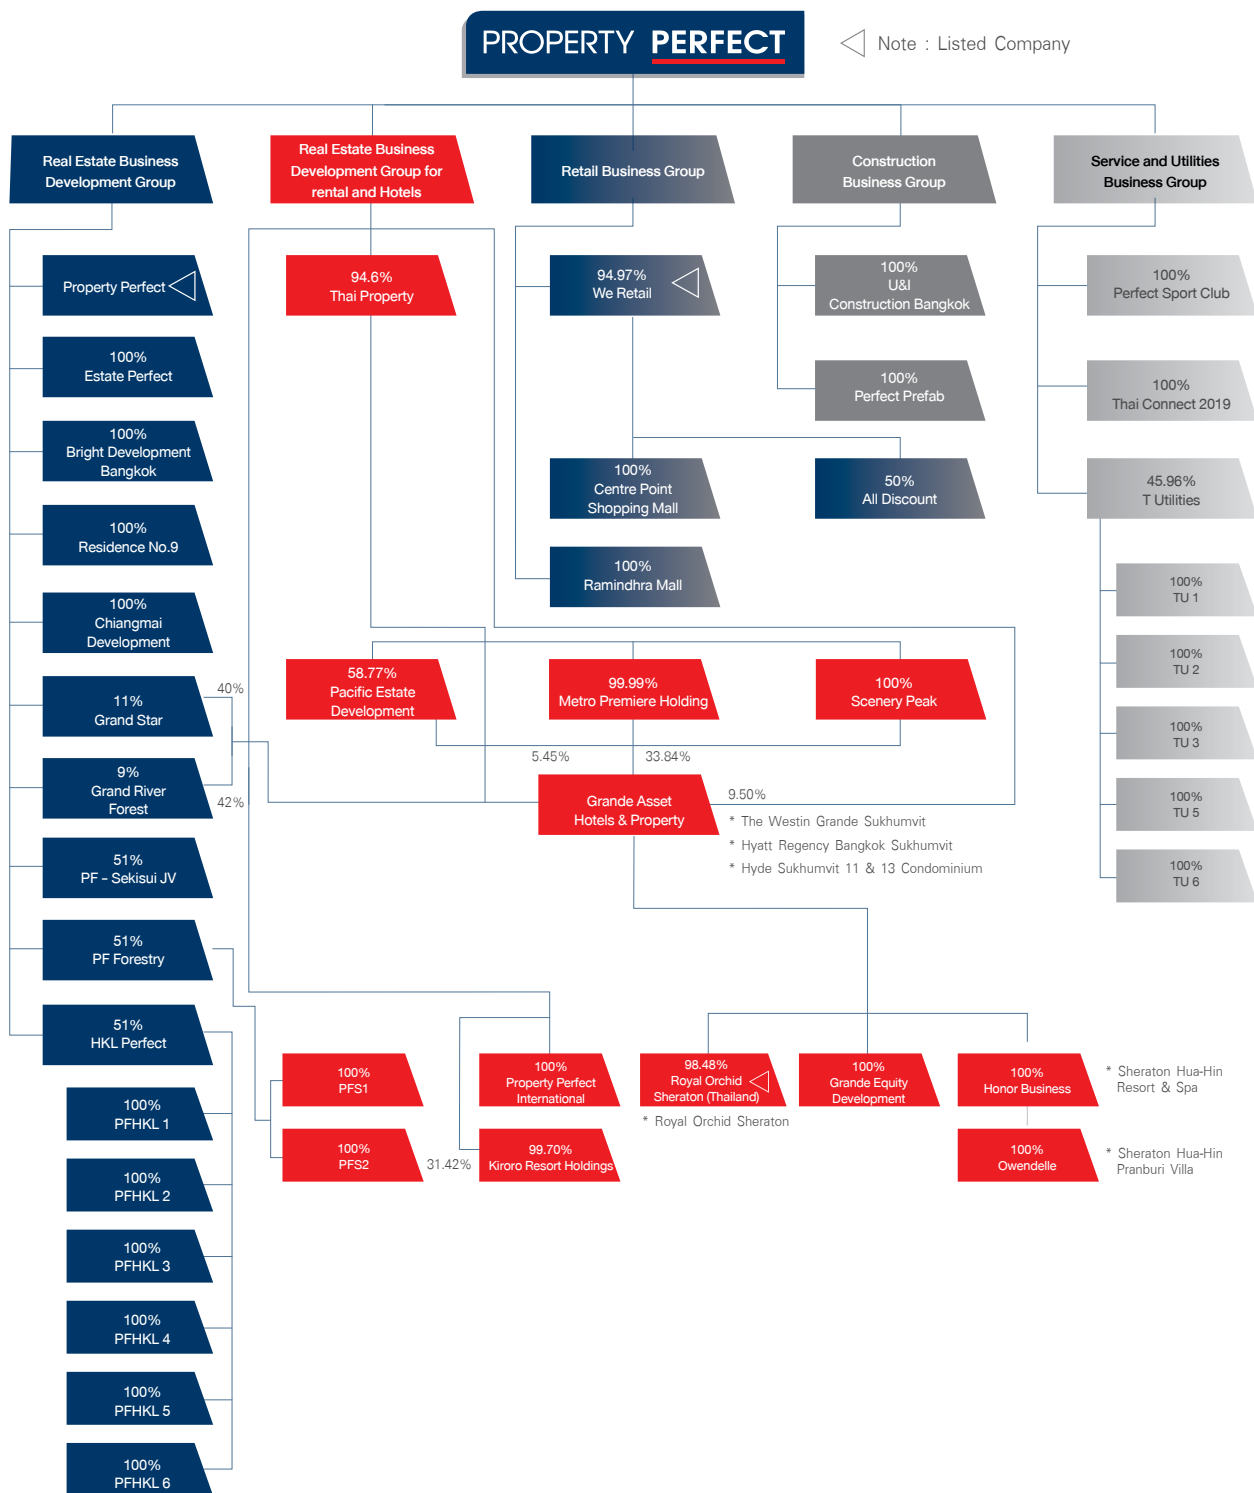 PROPERTY PERFECT
Note : Listed Company
Real Estate Business
Development Group
Real Estate Business
Development Group for
rental and Hotels
Retail Business Group
Construction
Business Group
Service and Utilities
Business Group
Property Perfect
100%
Estate Perfect
100%
Bright Development
Bangkok
100%
Residence No.9
100%
Chiangmai
Development
11%
Grand Star
40%
9%
Grand River
Forest
42%
51%
PF - Sekisui JV
51%
PF Forestry
51%
HKL Perfect
100%
PFHKL 1
100%
PFHKL 2
100%
PFHKL 3
100%
PFHKL 4
100%
PFHKL 5
100%
PFHKL 6
100%
PFS1
100%
PFS2
94.6%
Thai Property
58.77%
Pacific Estate
Development
99.99%
Metro Premiere Holding
100%
Scenery Peak
5.45%
33.84%
Grande Asset
Hotels & Property
9.50%
* The Westin Grande Sukhumvit
* Hyatt Regency Bangkok Sukhumvit
* Hyde Sukhumvit 11 & 13 Condominium
100%
Property Perfect
International
31.42%
99.70%
Kiroro Resort Holdings
98.48%
Royal Orchid
Sheraton (Thailand)
* Royal Orchid Sheraton
100%
Grande Equity
Development
100%
Honor Business
* Sheraton Hua-Hin
Resort & Spa
100%
Owendelle
* Sheraton Hua-Hin
Pranburi Villa
94.97%
We Retail
100%
Centre Point
Shopping Mall
50%
All Discount
100%
Ramindhra Mall
100%
U&I
Construction Bangkok
100%
Perfect Prefab
100%
Perfect Sport Club
100%
Thai Connect 2019
45.96%
T Utilities
100%
TU 1
100%
TU 2
100%
TU 3
100%
TU 5
100%
TU 6